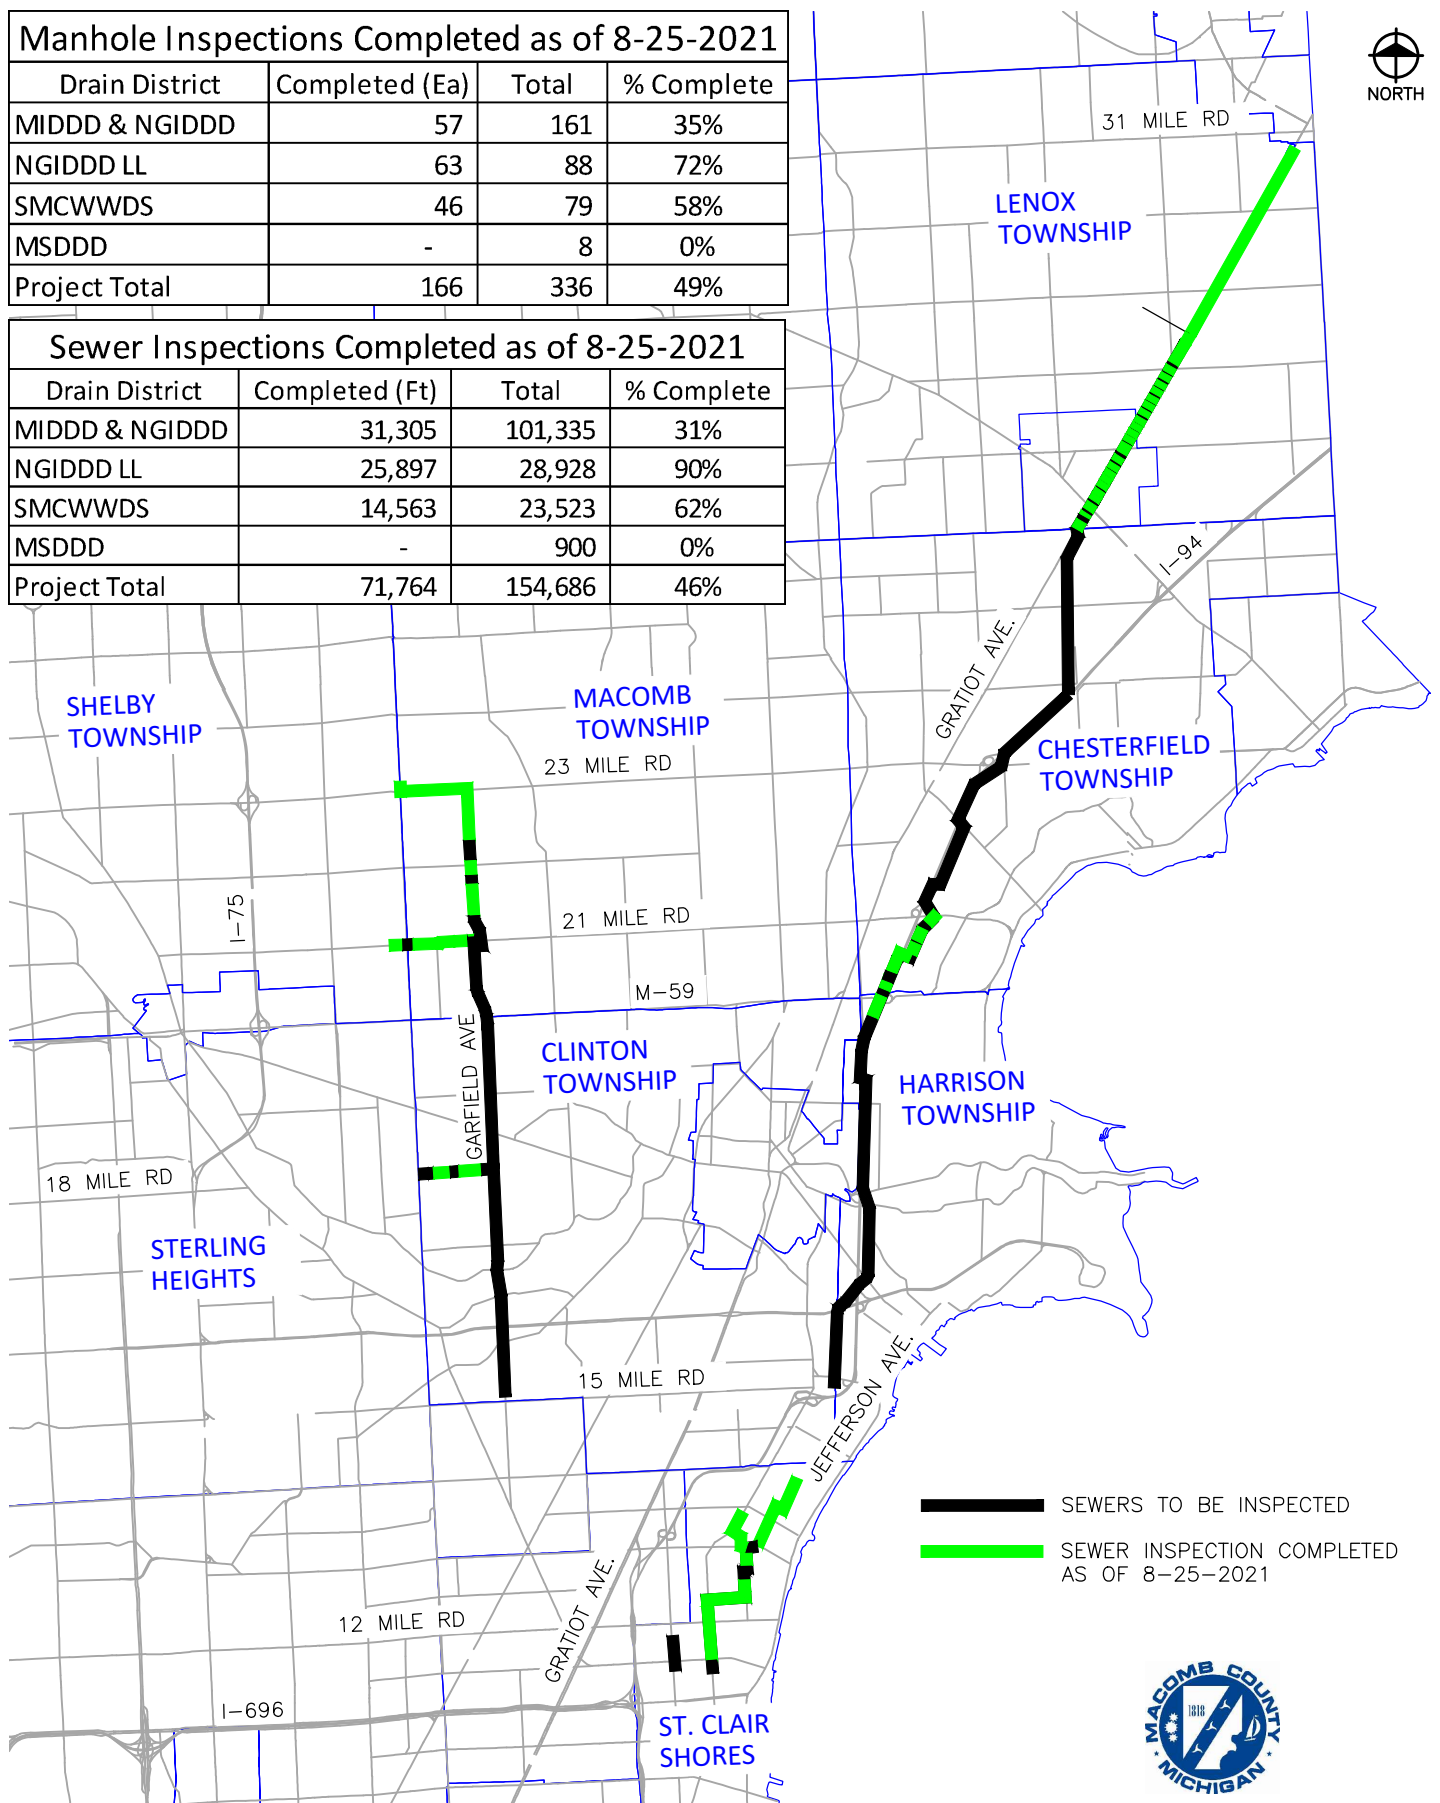 Manhole Inspections Completed as of 8-25-2021
Drain District Completed (Ea) Total % Complete
MIDDD & NGIDDD 57 161 35%
NGIDDD LL 63 88 72%
SMCWWDS 46 79 58%
MSDDD - 8 0%
Project Total 166 336 49%
Sewer Inspections Completed as of 8-25-2021
Drain District Completed (Ft) Total % Complete
MIDDD & NGIDDD 31,305 101,335 31%
NGIDDD LL 25,897 28,928 90%
SMCWWDS 14,563 23,523 62%
MSDDD - 900 0%
Project Total 71,764 154,686 46%
NORTH
31 MILE RD
LENOX
TOWNSHIP
I-94
GRATIOT AVE.
SHELBY
TOWNSHIP
MACOMB
TOWNSHIP
CHESTERFIELD
TOWNSHIP
23 MILE RD
I-75
21 MILE RD
M-59
GARFIELD AVE
CLINTON
TOWNSHIP
HARRISON
TOWNSHIP
18 MILE RD
STERLING
HEIGHTS
15 MILE RD
JEFFERSON AVE.
SEWERS TO BE INSPECTED
SEWER INSPECTION COMPLETED
AS OF 8-25-2021
GRATIOT AVE.
12 MILE RD
I-696
ST. CLAIR
SHORES
MACOMB COUNTY
1818
MICHIGAN